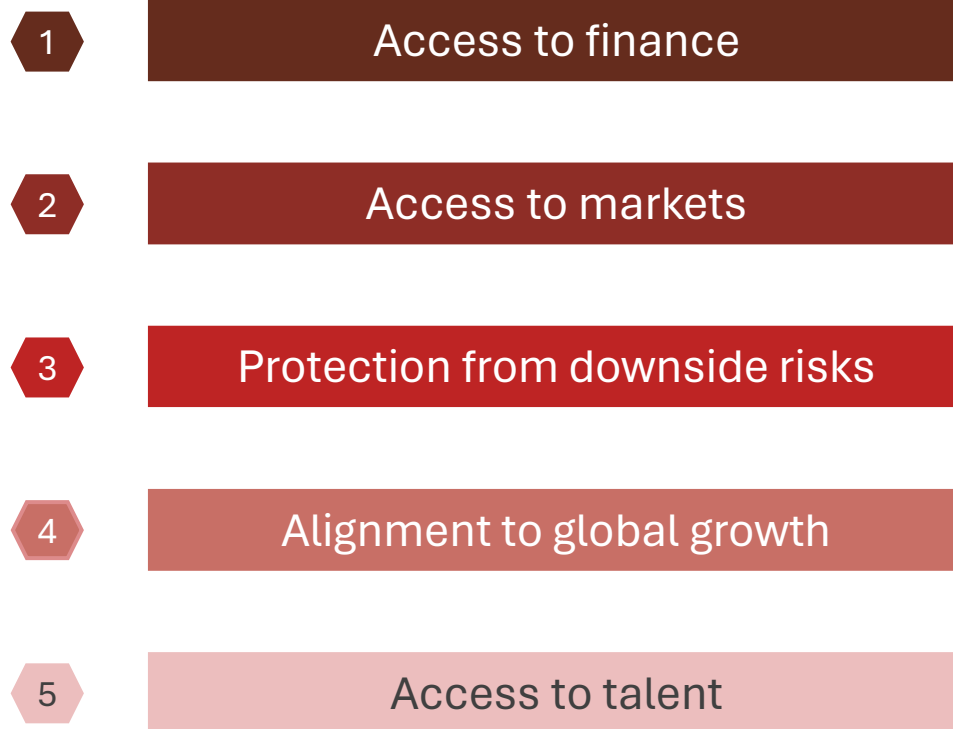 1 Access to finance
2 Access to markets
3 Protection from downside risks
4 Alignment to global growth
5 Access to talent